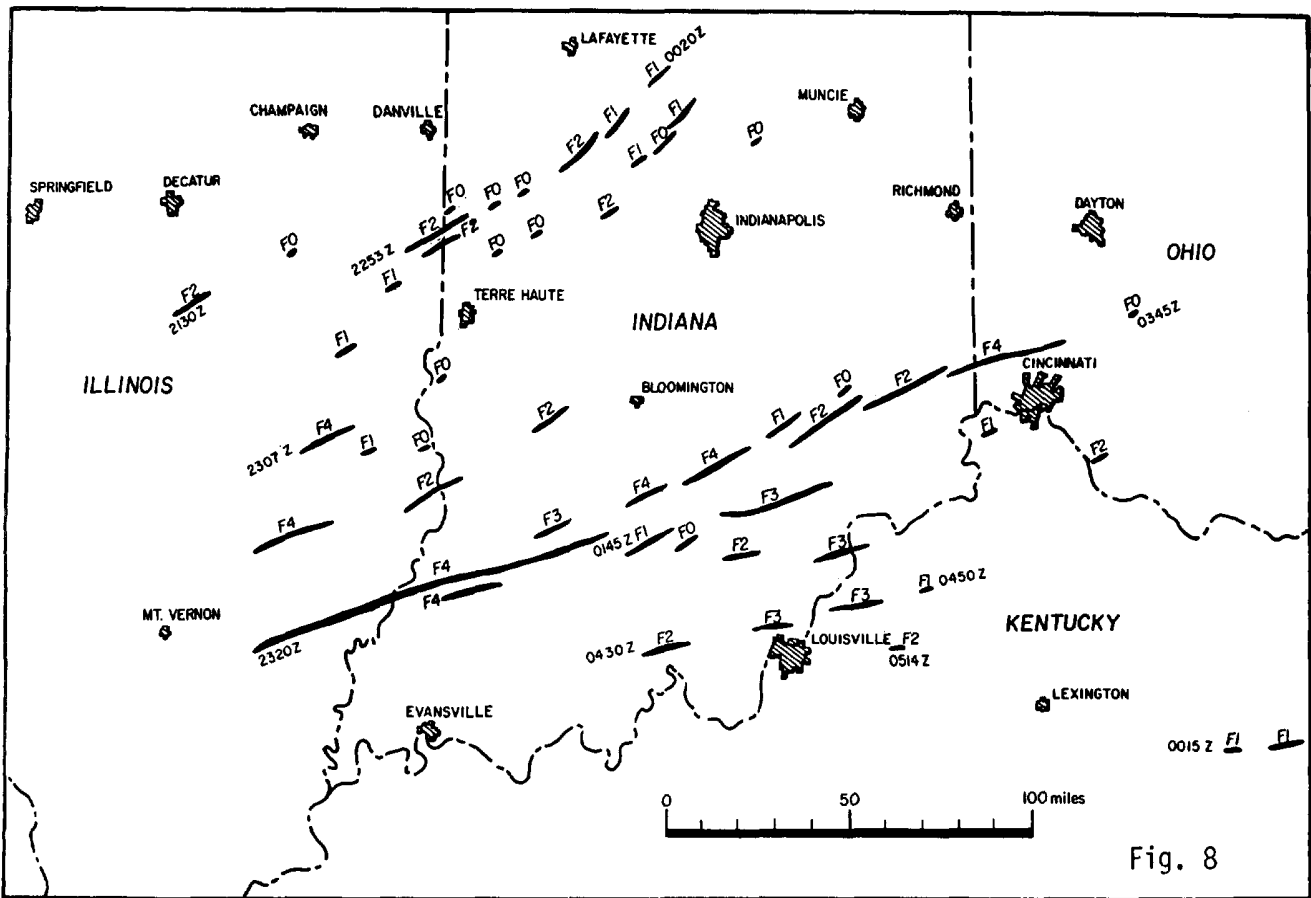 LAFAYETTE
F1 0020Z
MUNCIE
CHAMPAIGN
DANVILLE
F1
F1
F2
F0
F1
F0
SPRINGFIELD
DECATUR
F0
F0
F0
F2
RICHMOND
DAYTON
INDIANAPOLIS
F0
F2
F2
F0
F0
OHIO
2253 Z
F1
F2
2130Z
TERRE HAUTE
F0
0345Z
INDIANA
F1
ILLINOIS
F0
F4
CINCINNATI
F2
F0
BLOOMINGTON
F2
F1
F2
F4
F1
F0
2307 Z
F1
F2
F4
F2
F4
F3
F4
F3
0145 Z F1
F0
F2
F3
F4
F4
F1 0450Z
MT. VERNON
F3
KENTUCKY
2320Z
F3
F2
0430 Z
LOUISVILLE F2
0514 Z
EVANSVILLE
LEXINGTON
0015 Z F1
F1
0 50 100 miles
Fig. 8